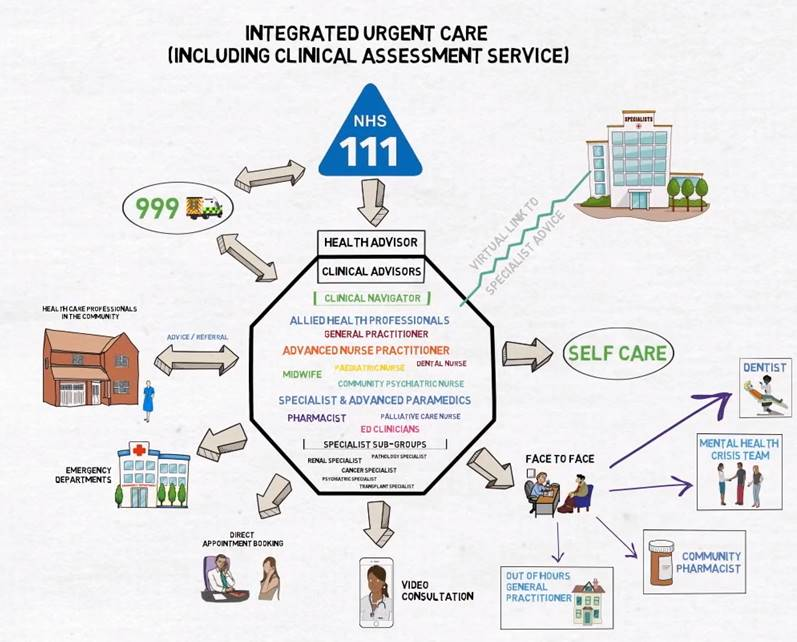 INTEGRATED URGENT CARE
(INCLUDING CLINICAL ASSESSMENT SERVICE)
NHS
111
SPECIALISTS
999
VIRTUAL LINK TO
SPECIALIST ADVICE
HEALTH ADVISOR
CLINICAL ADVISORS
CLINICAL NAVIGATOR
ALLIED HEALTH PROFESSIONALS
GENERAL PRACTITIONER
ADVANCED NURSE PRACTITIONER
PAEDIATRIC NURSE
DENTAL NURSE
MIDWIFE
COMMUNITY PSYCHIATRIC NURSE
SPECIALIST & ADVANCED PARAMEDICS
PHARMACIST
PALLIATIVE CARE NURSE
ED CLINICIANS
SPECIALIST SUB-GROUPS
PATHOLOGY SPECIALIST
RENAL SPECIALIST
CANCER SPECIALIST
PSYCHIATRIC SPECIALIST
TRANSPLANT SPECIALIST
HEALTH CARE PROFESSIONALS
IN THE COMMUNITY
ADVICE / REFERRAL
SELF CARE
EMERGENCY
DEPARTMENTS
DIRECT
APPOINTMENT BOOKING
VIDEO
CONSULTATION
FACE TO FACE
DENTIST
MENTAL HEALTH
CRISIS TEAM
COMMUNITY
PHARMACIST
OUT OF HOURS
GENERAL
PRACTITIONER